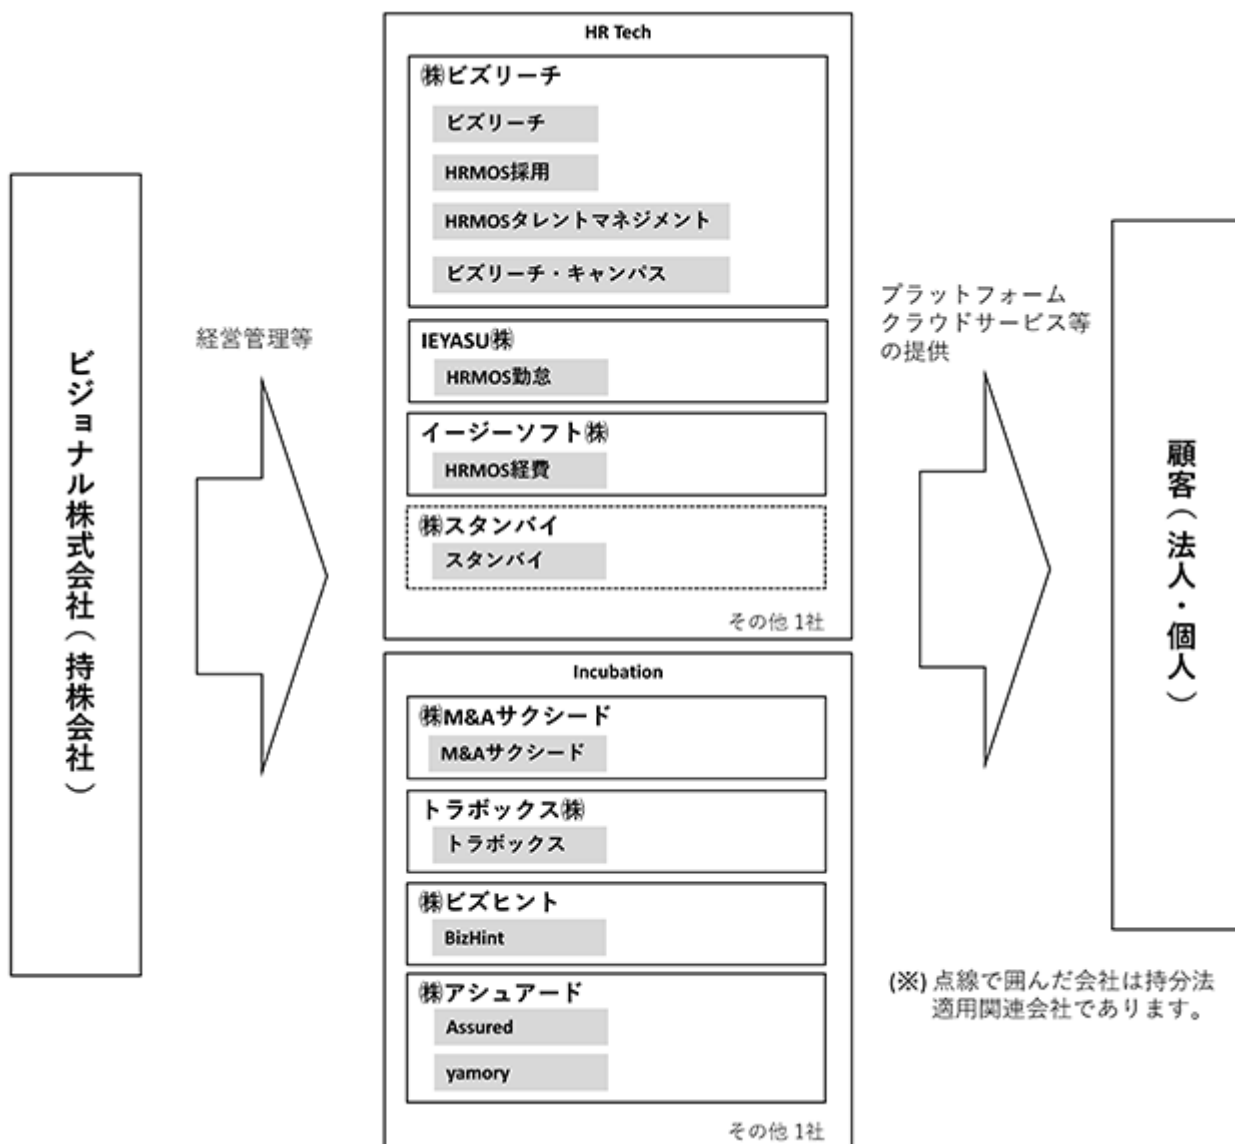 ビジョナル株式会社（持株会社）
経営管理等
HR Tech
㈱ビズリーチ
ビズリーチ
HRMOS採用
HRMOSタレントマネジメント
ビズリーチ・キャンパス
IEYASU㈱
HRMOS勤怠
イージーソフト㈱
HRMOS経費
㈱スタンバイ
スタンバイ
その他 1社
Incubation
㈱M&Aサクシード
M&Aサクシード
トラボックス㈱
トラボックス
㈱ビズヒント
BizHint
㈱アシュアード
Assured
yamory
その他 1社
プラットフォーム
クラウドサービス等
の提供
顧客（法人・個人）
(※) 点線で囲んだ会社は持分法
適用関連会社であります。